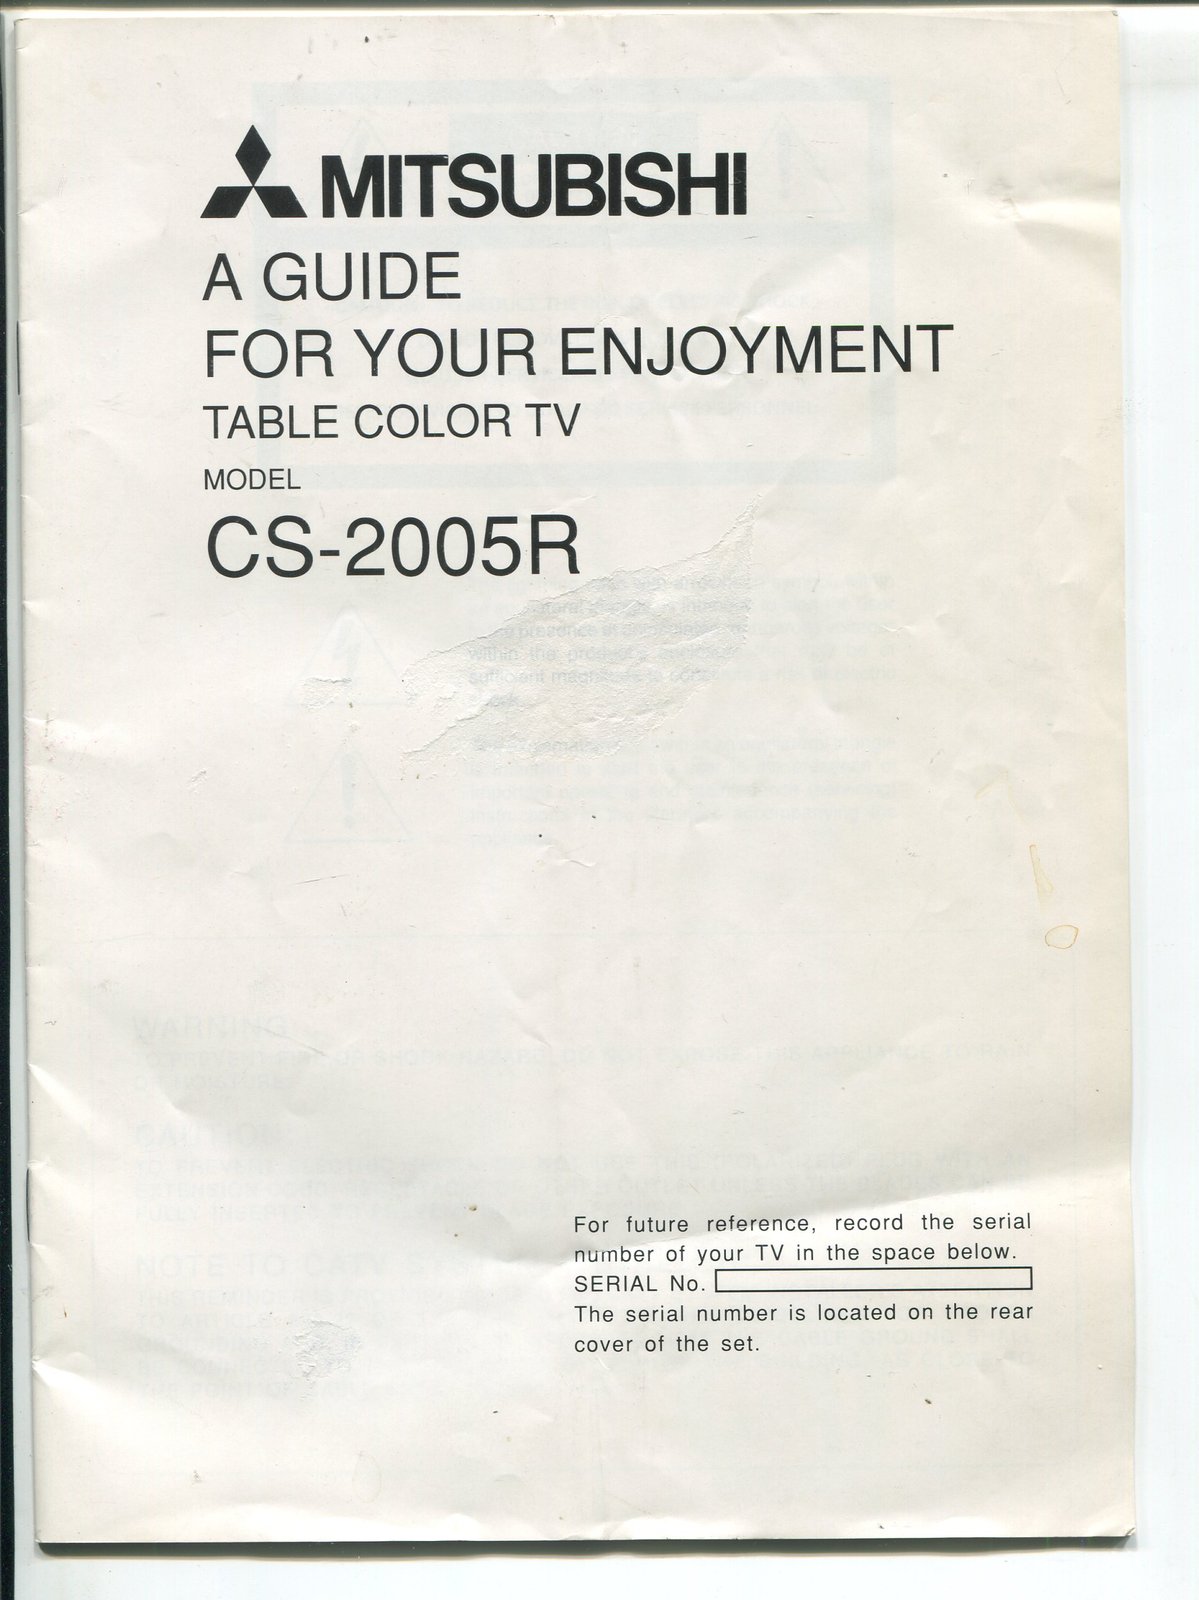 MITSUBISHI
A GUIDE
FOR YOUR ENJOYMENT
TABLE COLOR TV
MODEL
CS-2005R
For future reference, record the serial
number of your TV in the space below.
SERIAL No.
The serial number is located on the rear
cover of the set.